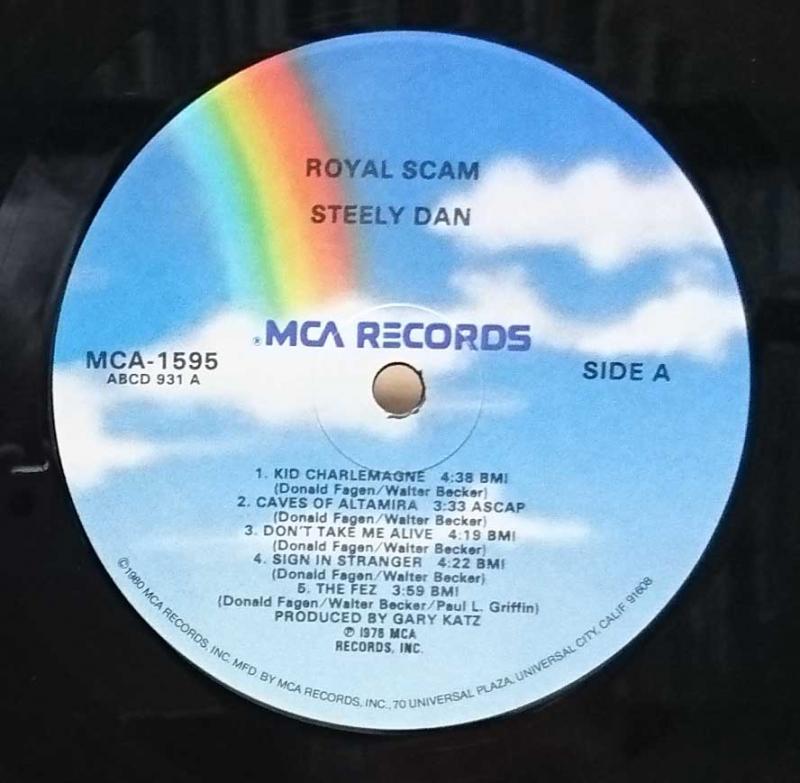 ROYAL SCAM
STEELY DAN
® MCA RECORDS
MCA-1595
ABCD 931 A
SIDE A
1. KID CHARLEMAGNE 4:38 BMI
(Donald Fagen/Walter Becker)
2. CAVES OF ALTAMIRA 3:33 ASCAP
(Donald Fagen/Walter Becker)
3. DON'T TAKE ME ALIVE 4:19 BMI
(Donald Fagen/Walter Becker)
4. SIGN IN STRANGER 4:22 BMI
(Donald Fagen/Walter Becker)
5. THE FEZ 3:59 BMI
(Donald Fagen/Walter Becker/Paul L. Griffin)
PRODUCED BY GARY KATZ
℗ 1976 MCA
RECORDS, INC.
©1980 MCA RECORDS, INC. MFD. BY MCA RECORDS, INC., 70 UNIVERSAL PLAZA, UNIVERSAL CITY, CALIF. 91608